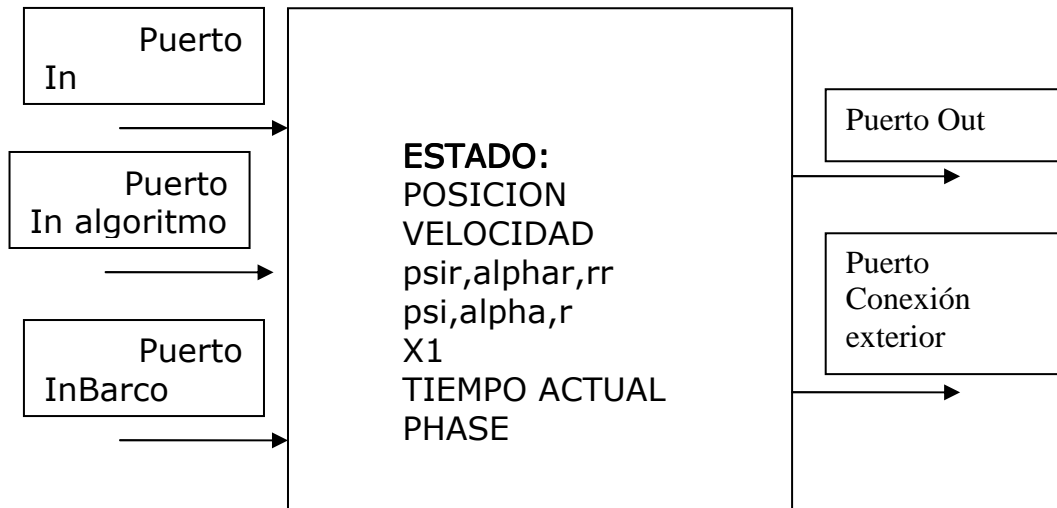 Puerto
In
Puerto
In algoritmo
Puerto
InBarco
ESTADO:
POSICION
VELOCIDAD
psir,alphar,rr
psi,alpha,r
X1
TIEMPO ACTUAL
PHASE
Puerto Out
Puerto
Conexión
exterior